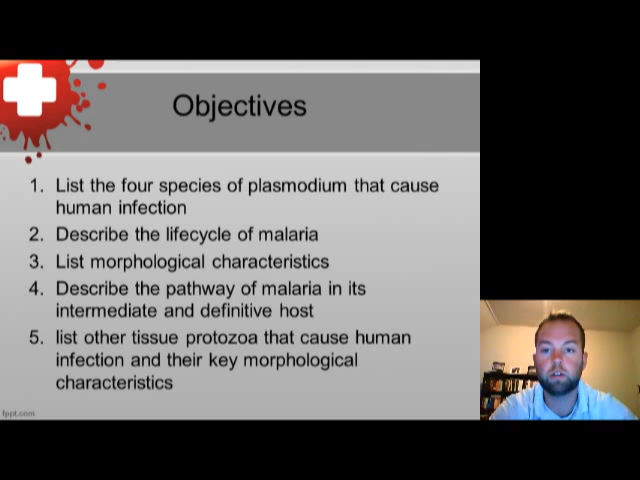 Objectives
1. List the four species of plasmodium that cause
human infection
2. Describe the lifecycle of malaria
3. List morphological characteristics
4. Describe the pathway of malaria in its
intermediate and definitive host
5. list other tissue protozoa that cause human
infection and their key morphological
characteristics
fppt.com